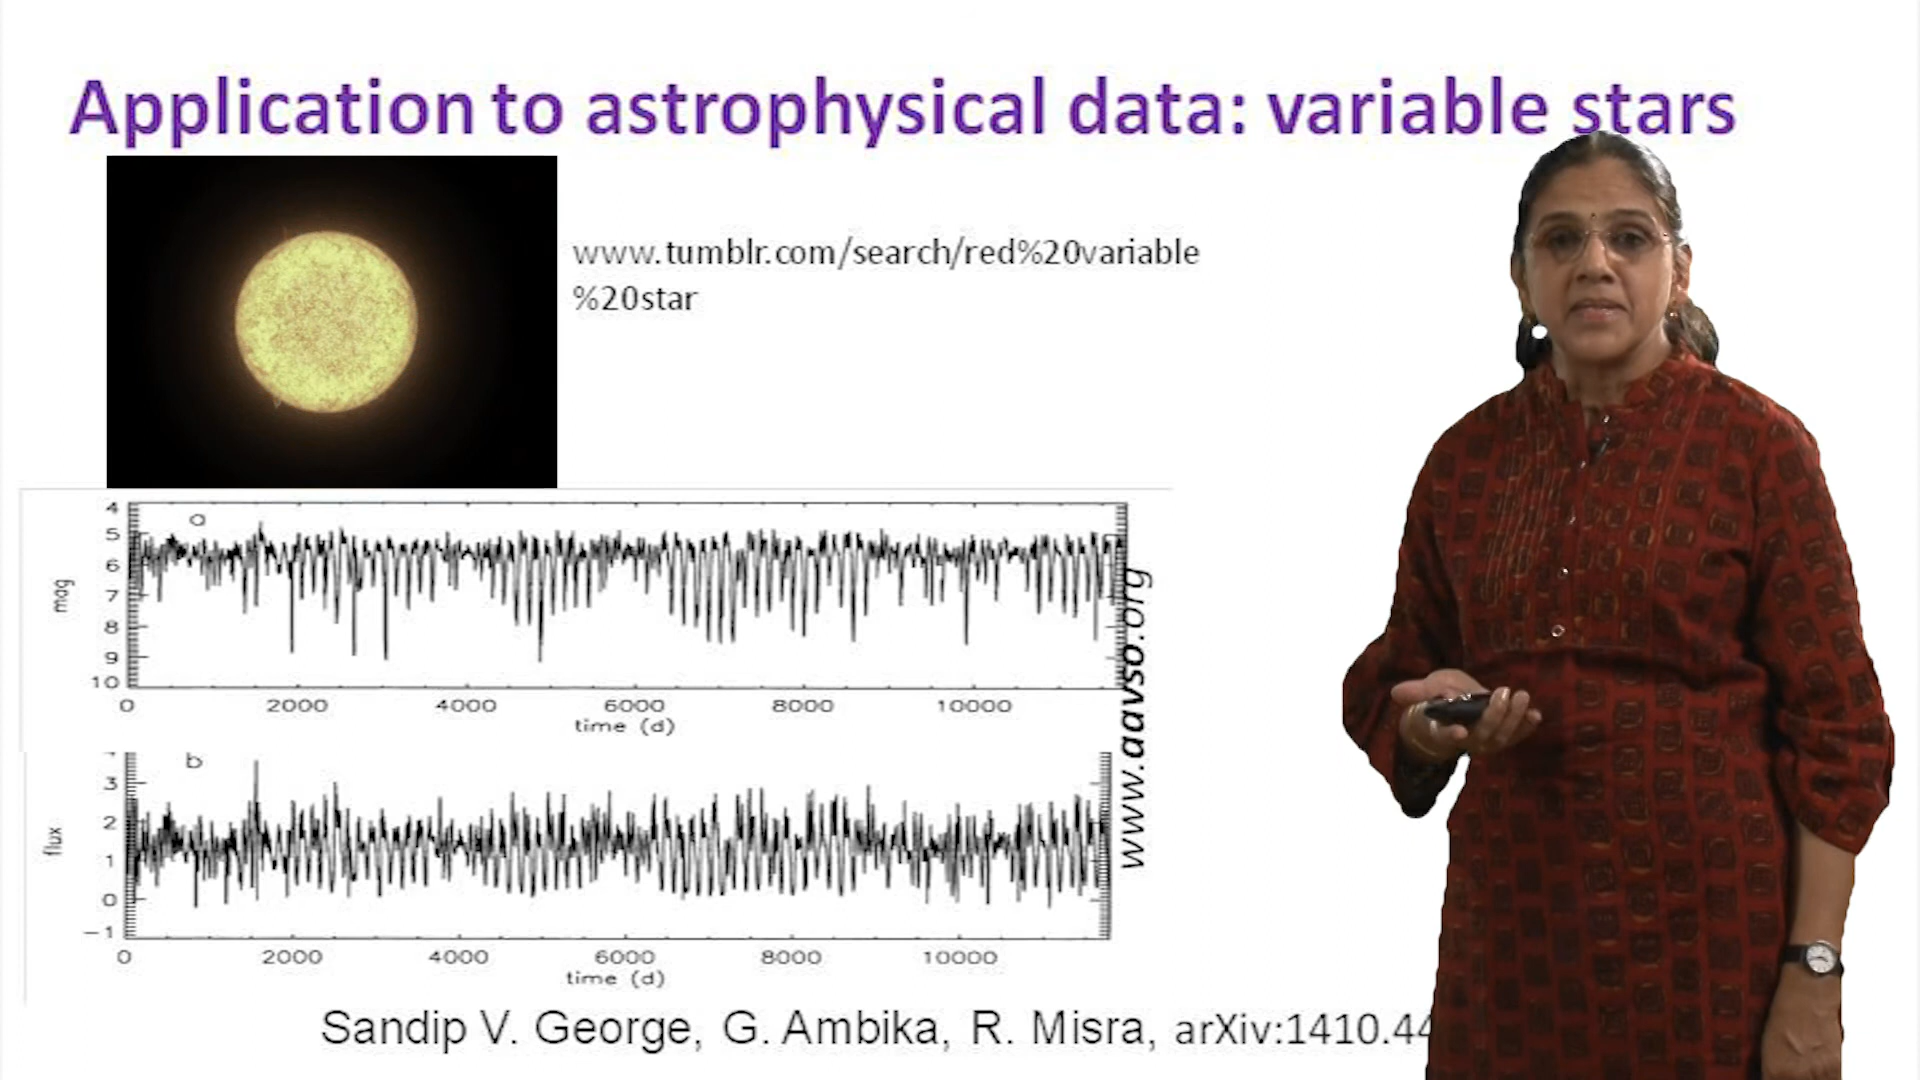 Application to astrophysical data: variable stars
www.tumblr.com/search/red%20variable
%20star
a
4
5
6
7
8
9
10
mag
0 2000 4000 6000 8000 10000
time (d)
www.aavso.org
b
3
2
1
0
−1
flux
0 2000 4000 6000 8000 10000
time (d)
Sandip V. George, G. Ambika, R. Misra, arXiv:1410.44